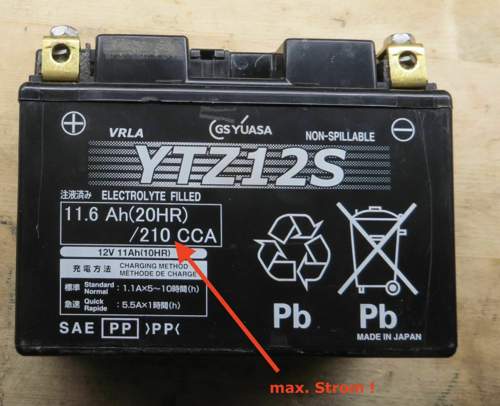 VRLA
GS YUASA
NON-SPILLABLE
YTZ12S
注液済み ELECTROLYTE FILLED
11.6 Ah(20HR)
/210 CCA
12V 11Ah(10HR)
充電方法 CHARGING METHOD
MÉTHODE DE CHARGE
標準 Standard Normal : 1.1A×5~10時間(h)
急速 Quick Rapide : 5.5A×1時間(h)
SAE PP >PP<
Pb
Pb
MADE IN JAPAN
max. Strom !